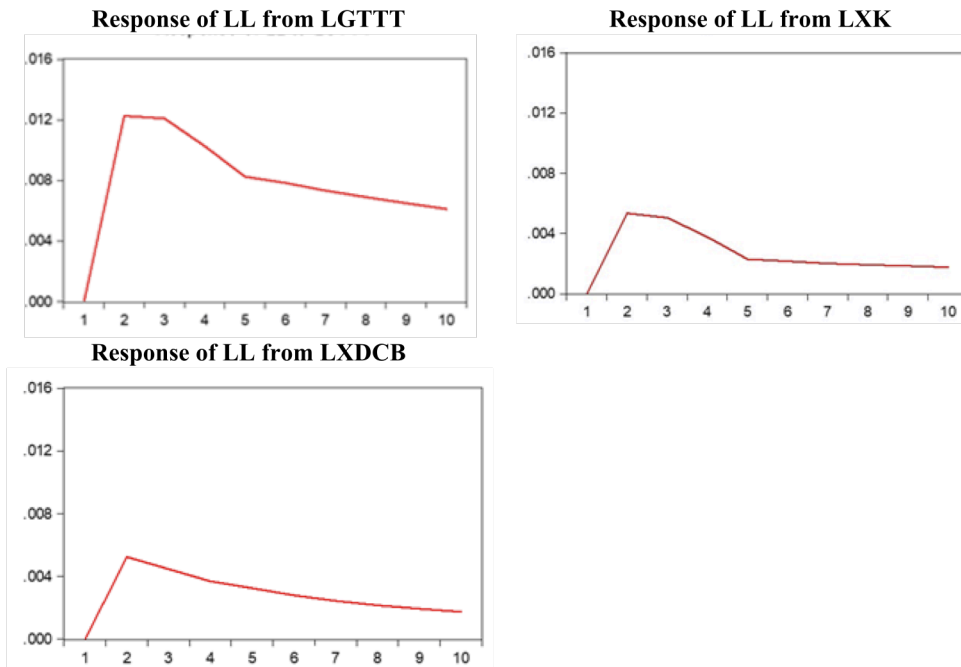 Response of LL from LGTTT
.016
.012
.008
.004
.000
1 2 3 4 5 6 7 8 9 10
Response of LL from LXK
.016
.012
.008
.004
.000
1 2 3 4 5 6 7 8 9 10
Response of LL from LXDCB
.016
.012
.008
.004
.000
1 2 3 4 5 6 7 8 9 10